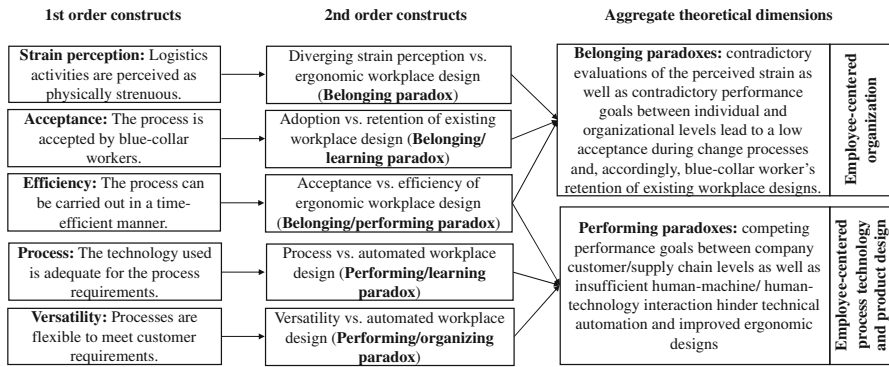 1st order constructs
2nd order constructs
Aggregate theoretical dimensions
Strain perception: Logistics
activities are perceived as
physically strenuous.
Acceptance: The process is
accepted by blue-collar
workers.
Efficiency: The process can
be carried out in a time-
efficient manner.
Process: The technology used
is adequate for the process
requirements.
Versatility: Processes are
flexible to meet customer
requirements.
Diverging strain perception vs.
ergonomic workplace design
(Belonging paradox)
Adoption vs. retention of existing
workplace design (Belonging/
learning paradox)
Acceptance vs. efficiency of
ergonomic workplace design
(Belonging/performing paradox)
Process vs. automated workplace
design (Performing/learning
paradox)
Versatility vs. automated workplace
design (Performing/organizing
paradox)
Belonging paradoxes: contradictory
evaluations of the perceived strain as
well as contradictory performance
goals between individual and
organizational levels lead to a low
acceptance during change processes
and, accordingly, blue-collar worker's
retention of existing workplace designs.
Employee-centered
organization
Performing paradoxes: competing
performance goals between company
customer/supply chain levels as well as
insufficient human-machine/ human-
technology interaction hinder technical
automation and improved ergonomic
designs
Employee-centered
process technology
and product design